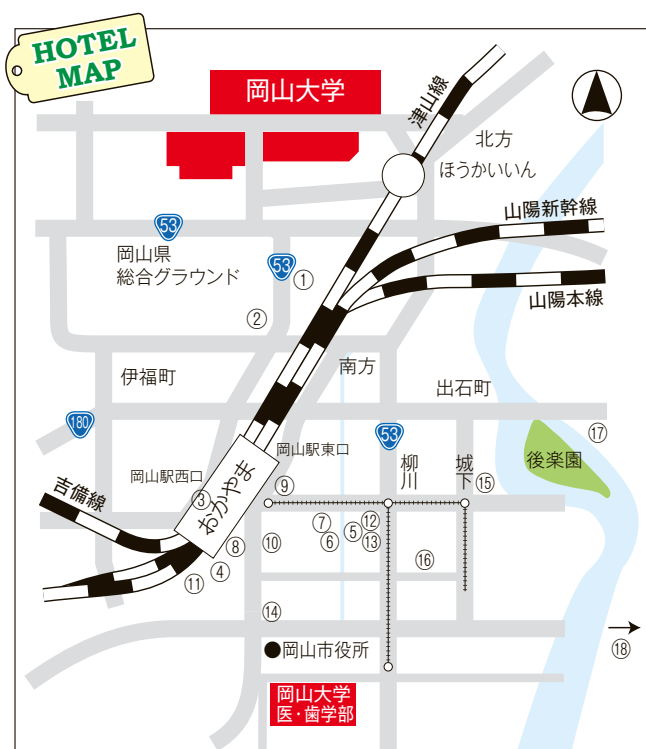 HOTEL
MAP
岡山大学
津山線
北方
ほうかいいん
山陽新幹線
53
岡山県
総合グラウンド
53
①
山陽本線
②
南方
伊福町
出石町
180
53
⑰
岡山駅東口
後楽園
柳川
城下
岡山駅西口
おかやま
⑨
⑮
吉備線
③
⑦
⑫
⑤
⑥
⑬
⑧
⑩
⑯
④
⑪
⑭
岡山市役所
⑱
岡山大学
医・歯学部